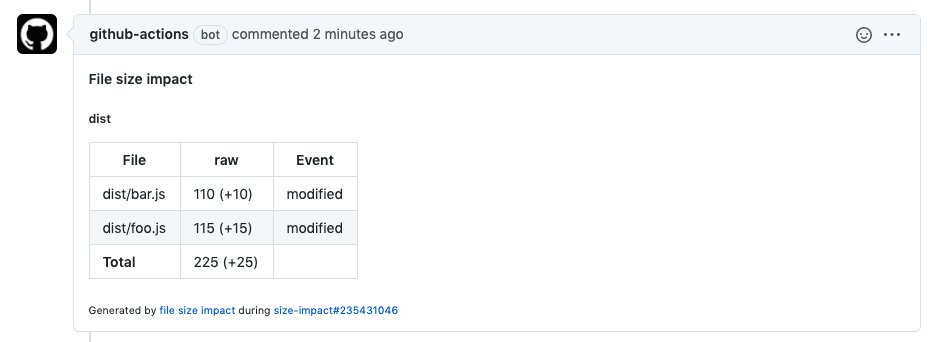 github-actions bot commented 2 minutes ago
File size impact
dist
File raw Event
dist/bar.js 110 (+10) modified
dist/foo.js 115 (+15) modified
Total 225 (+25)
Generated by file size impact during size-impact#235431046